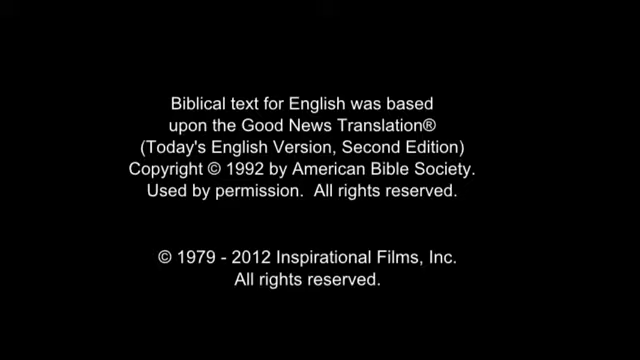 Biblical text for English was based
upon the Good News Translation®
(Today's English Version, Second Edition)
Copyright © 1992 by American Bible Society.
Used by permission.  All rights reserved.
© 1979 - 2012 Inspirational Films, Inc.
All rights reserved.